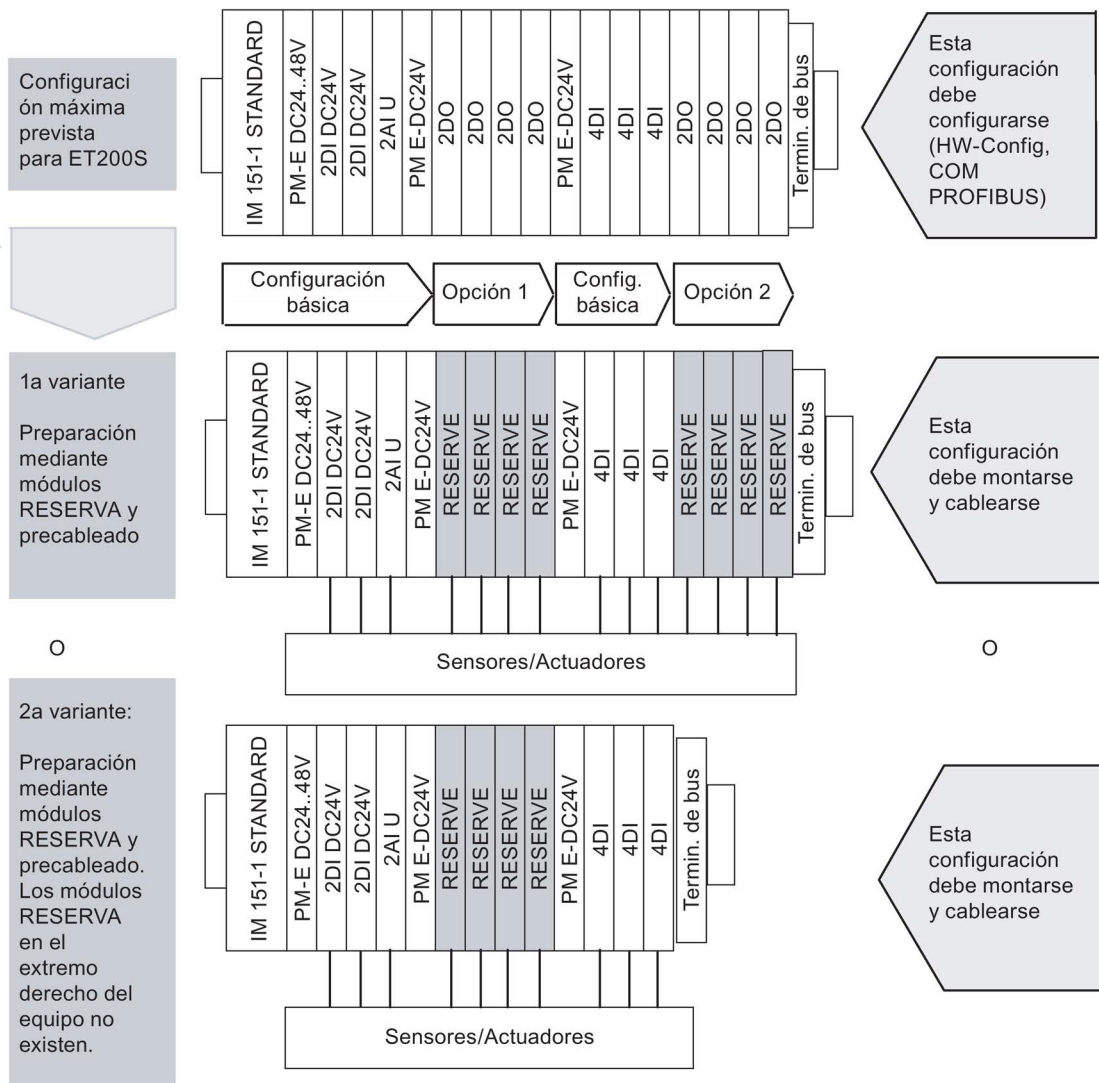 Configuraci
ón máxima
prevista
para ET200S
IM 151-1 STANDARD
PM-E DC24..48V
2DI DC24V
2DI DC24V
2AI U
PM E-DC24V
2DO
2DO
2DO
2DO
PM E-DC24V
4DI
4DI
4DI
2DO
2DO
2DO
2DO
Termin. de bus
Esta
configuración
debe
configurarse
(HW-Config,
COM
PROFIBUS)
Configuración
básica
Opción 1
Config.
básica
Opción 2
1a variante
Preparación
mediante
módulos
RESERVA y
precableado
IM 151-1 STANDARD
PM-E DC24..48V
2DI DC24V
2DI DC24V
2AI U
PM E-DC24V
RESERVE
RESERVE
RESERVE
RESERVE
PM E-DC24V
4DI
4DI
4DI
RESERVE
RESERVE
RESERVE
RESERVE
Termin. de bus
Esta
configuración
debe montarse
y cablearse
Sensores/Actuadores
O
O
2a variante:
Preparación
mediante
módulos
RESERVA y
precableado.
Los módulos
RESERVA
en el
extremo
derecho del
equipo no
existen.
IM 151-1 STANDARD
PM-E DC24..48V
2DI DC24V
2DI DC24V
2AI U
PM E-DC24V
RESERVE
RESERVE
RESERVE
RESERVE
PM E-DC24V
4DI
4DI
4DI
Termin. de bus
Esta
configuración
debe montarse
y cablearse
Sensores/Actuadores